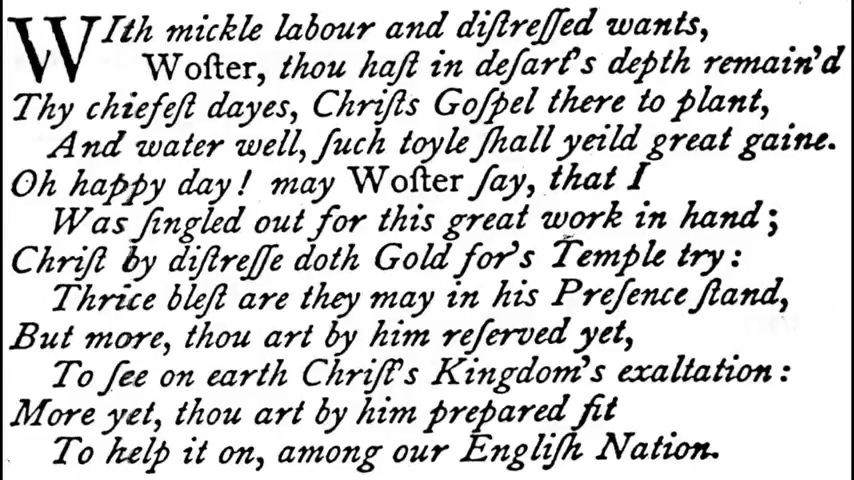 WIth mickle labour and diſtreſſed wants,
Woſter, thou haſt in deſart's depth remain'd
Thy chiefeſt dayes, Chriſts Goſpel there to plant,
And water well, ſuch toyle ſhall yeild great gaine.
Oh happy day! may Woſter ſay, that I
Was ſingled out for this great work in hand;
Chriſt by diſtreſſe doth Gold for's Temple try:
Thrice bleſt are they may in his Preſence ſtand,
But more, thou art by him reſerved yet,
To ſee on earth Chriſt's Kingdom's exaltation:
More yet, thou art by him prepared fit
To help it on, among our Engliſh Nation.